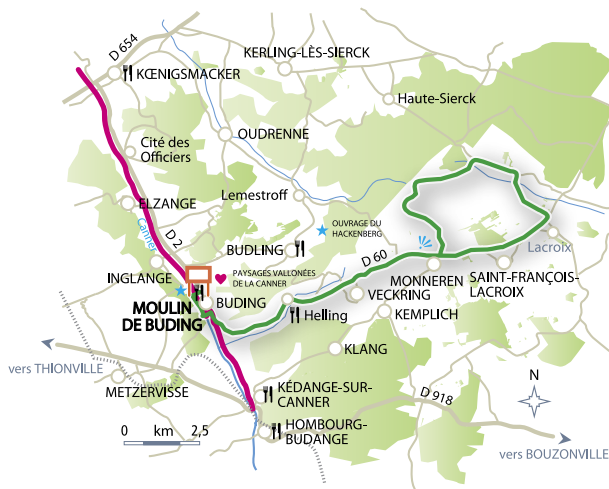 D 654
KERLING-LÈS-SIERCK
KŒNIGSMACKER
Haute-Sierck
OUDRENNE
Cité des
Officiers
Lemestroff
ELZANGE
Canner
D 2
OUVRAGE DU
HACKENBERG
BUDLING
D 60
Lacroix
INGLANGE
PAYSAGES VALLONÉES
DE LA CANNER
MONNEREN
SAINT-FRANÇOIS-
LACROIX
MOULIN
DE BUDING
BUDING
VECKRING
Helling
KEMPLICH
KLANG
vers THIONVILLE
METZERVISSE
KÉDANGE-SUR-
CANNER
D 918
N
HOMBOURG-
BUDANGE
0 km 2,5
vers BOUZONVILLE